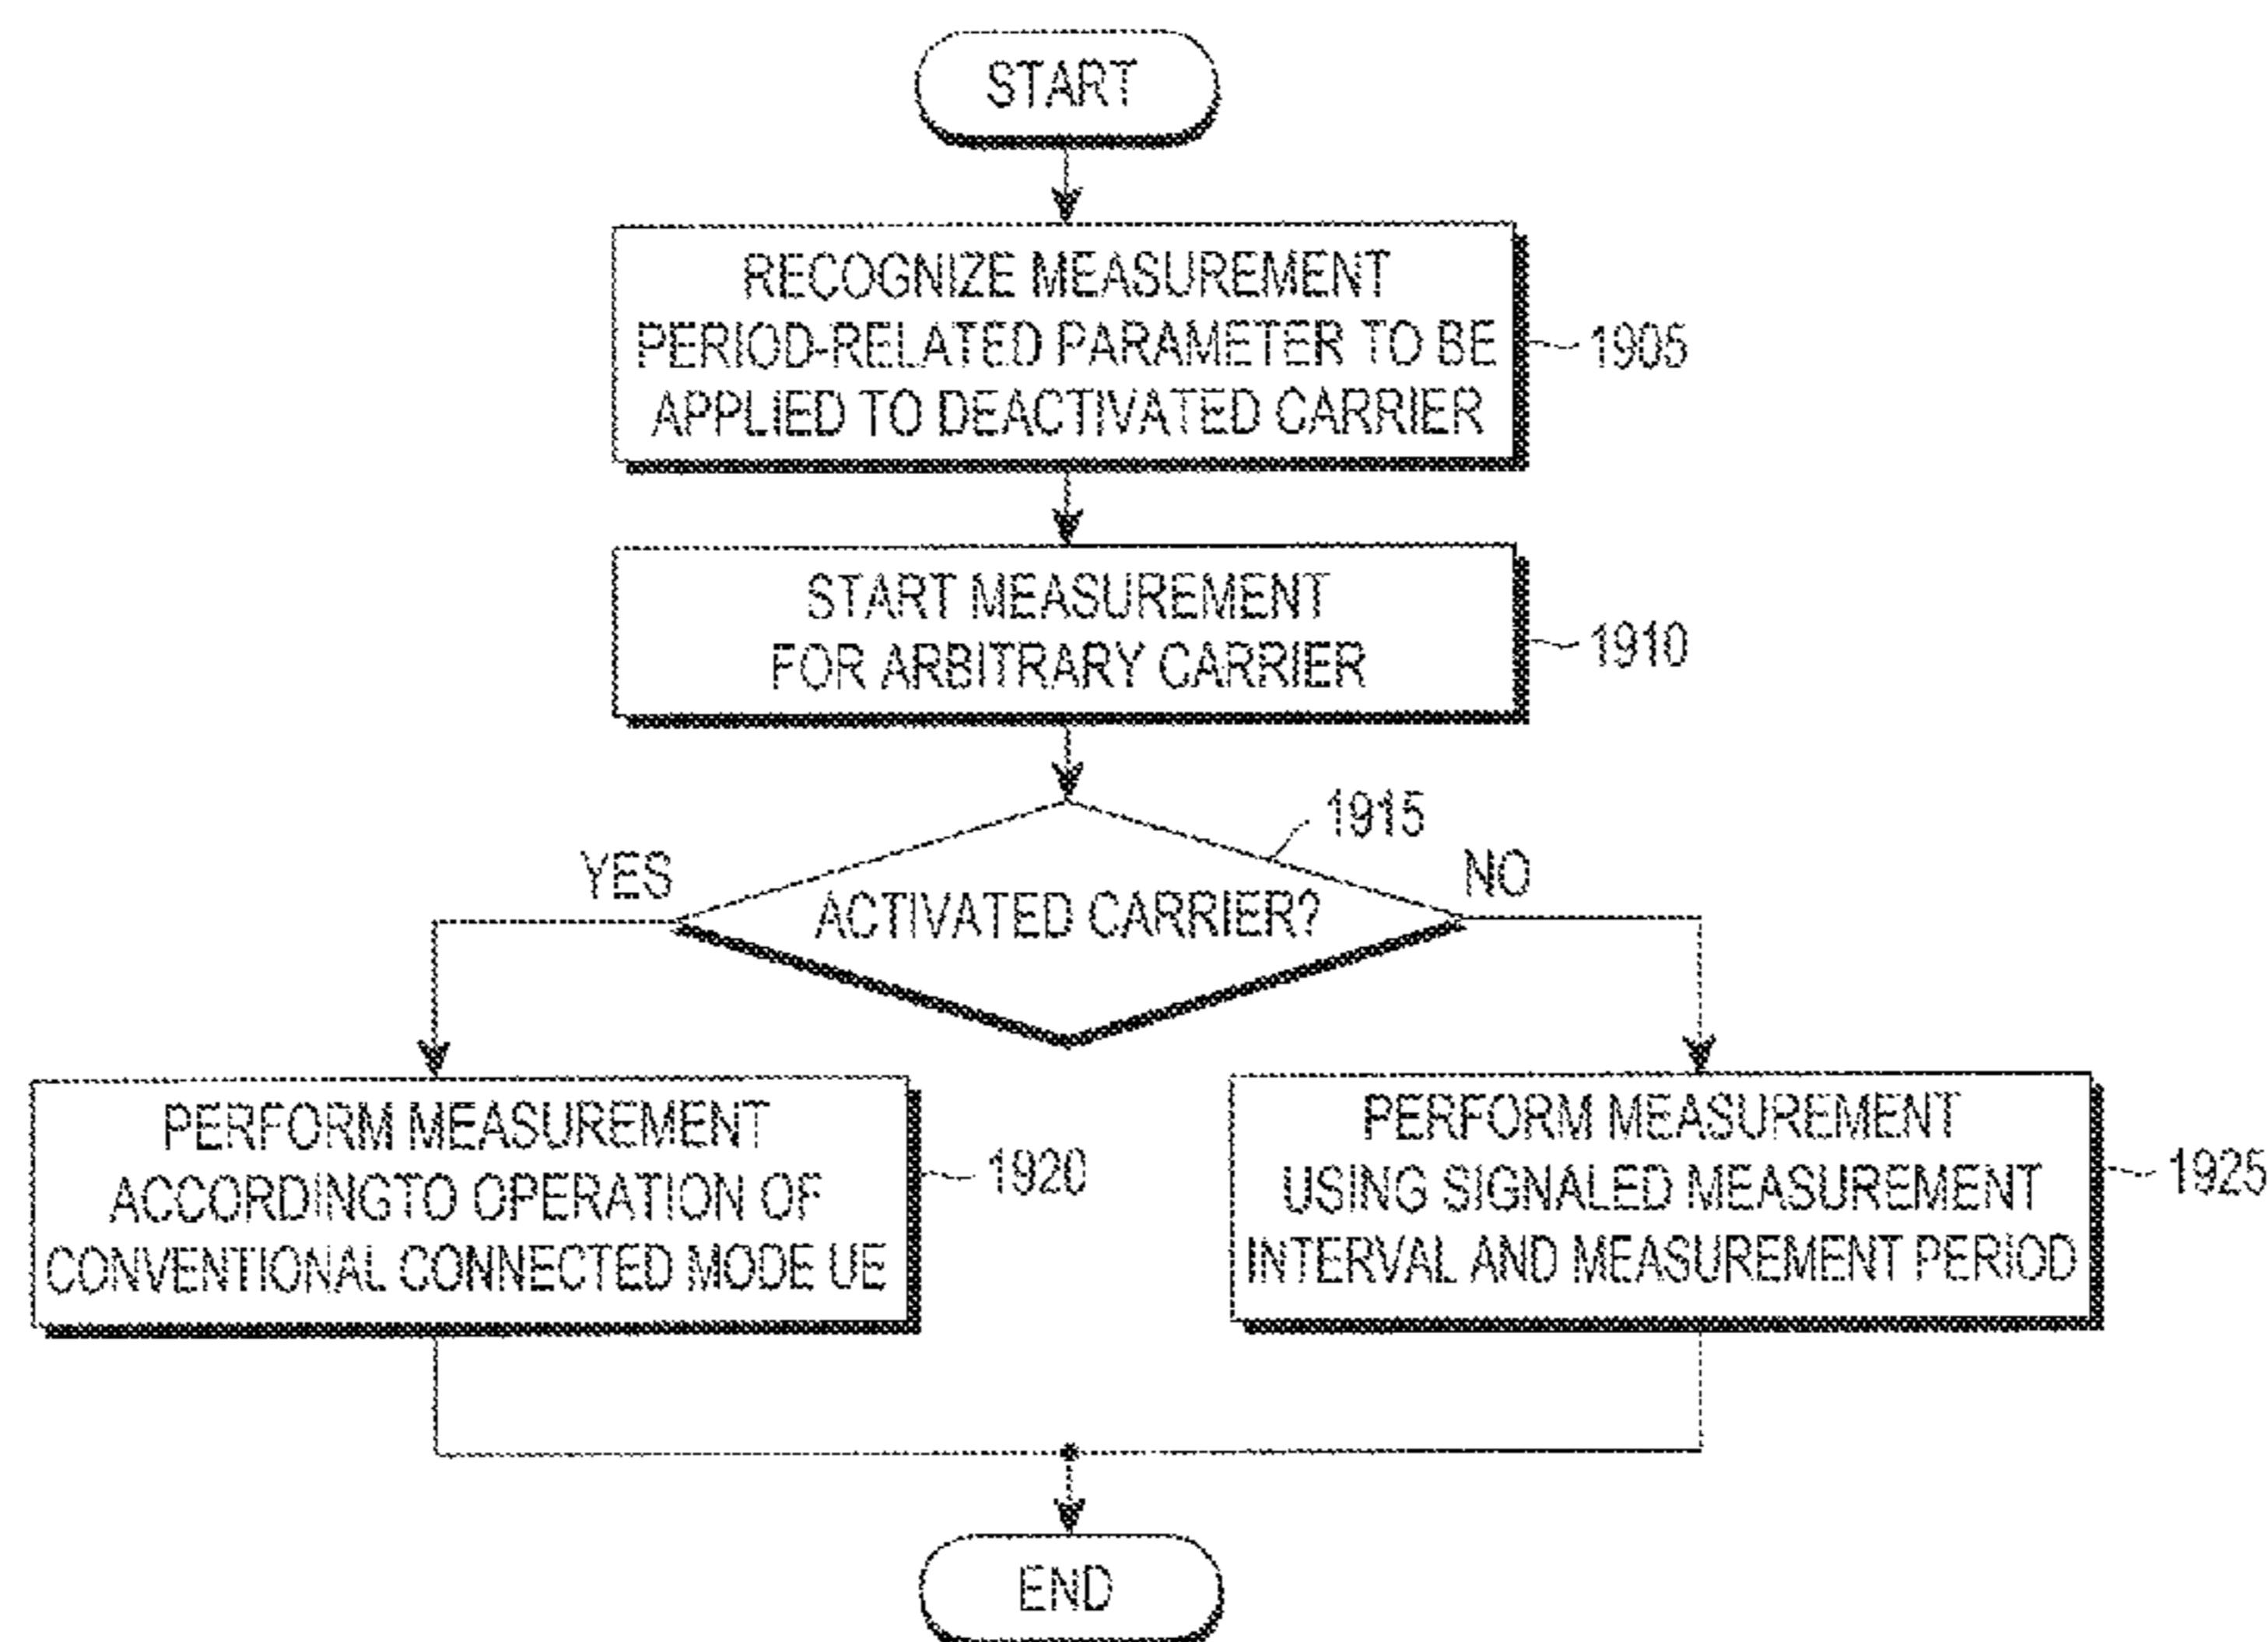 START
RECOGNIZE MEASUREMENT
PERIOD-RELATED PARAMETER TO BE
APPLIED TO DEACTIVATED CARRIER
1905
START MEASUREMENT
FOR ARBITRARY CARRIER
1910
1915
YES
NO
ACTIVATED CARRIER?
PERFORM MEASUREMENT
ACCORDINGTO OPERATION OF
CONVENTIONAL CONNECTED MODE UE
1920
PERFORM MEASUREMENT
USING SIGNALED MEASUREMENT
INTERVAL AND MEASUREMENT PERIOD
1925
END